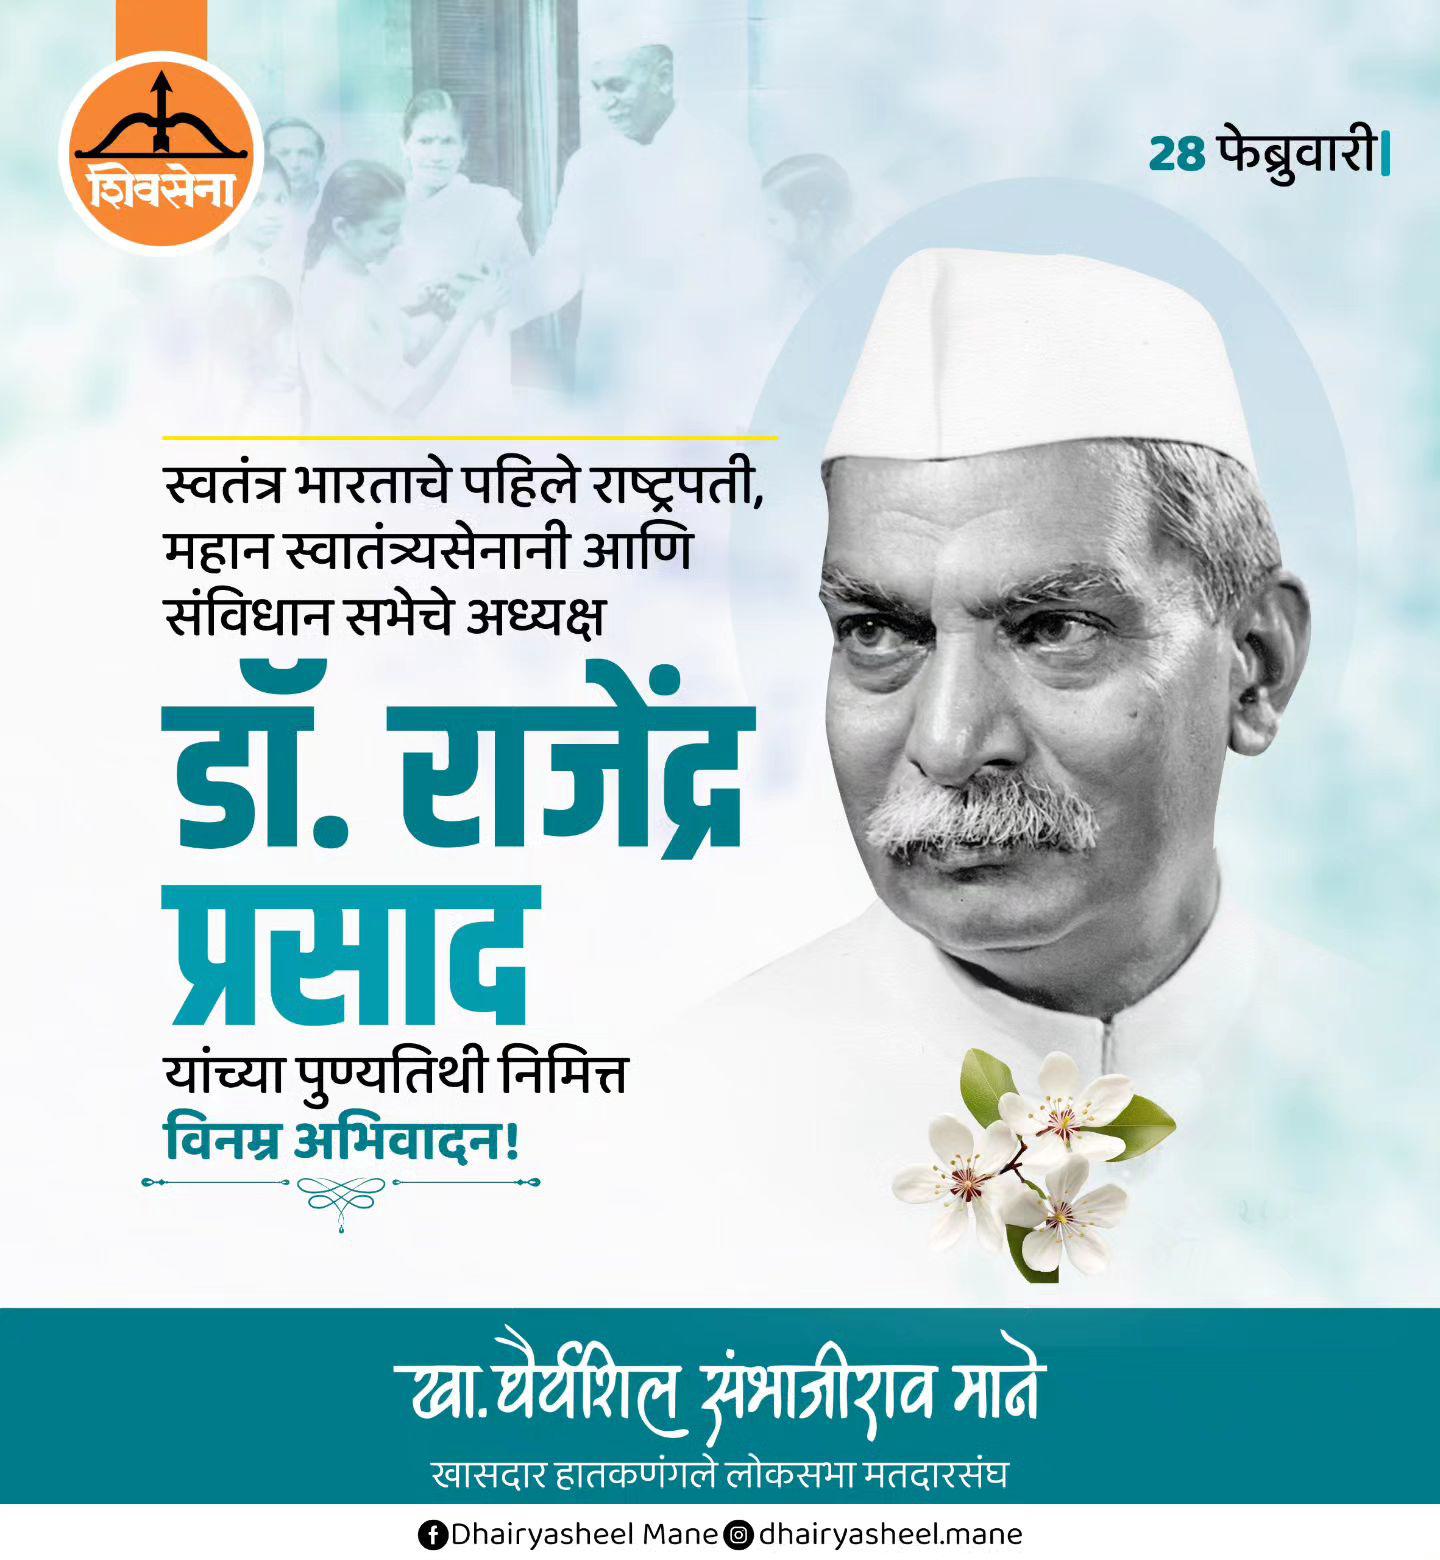 शिवसेना
28 फेब्रुवारी
स्वतंत्र भारताचे पहिले राष्ट्रपती,
महान स्वातंत्र्यसेनानी आणि
संविधान सभेचे अध्यक्ष
डॉ. राजेंद्र
प्रसाद
यांच्या पुण्यतिथी निमित्त
विनम्र अभिवादन!
खा. धैर्यशिल संभाजीराव माने
खासदार हातकणंगले लोकसभा मतदारसंघ
Dhairyasheel Mane dhairyasheel.mane